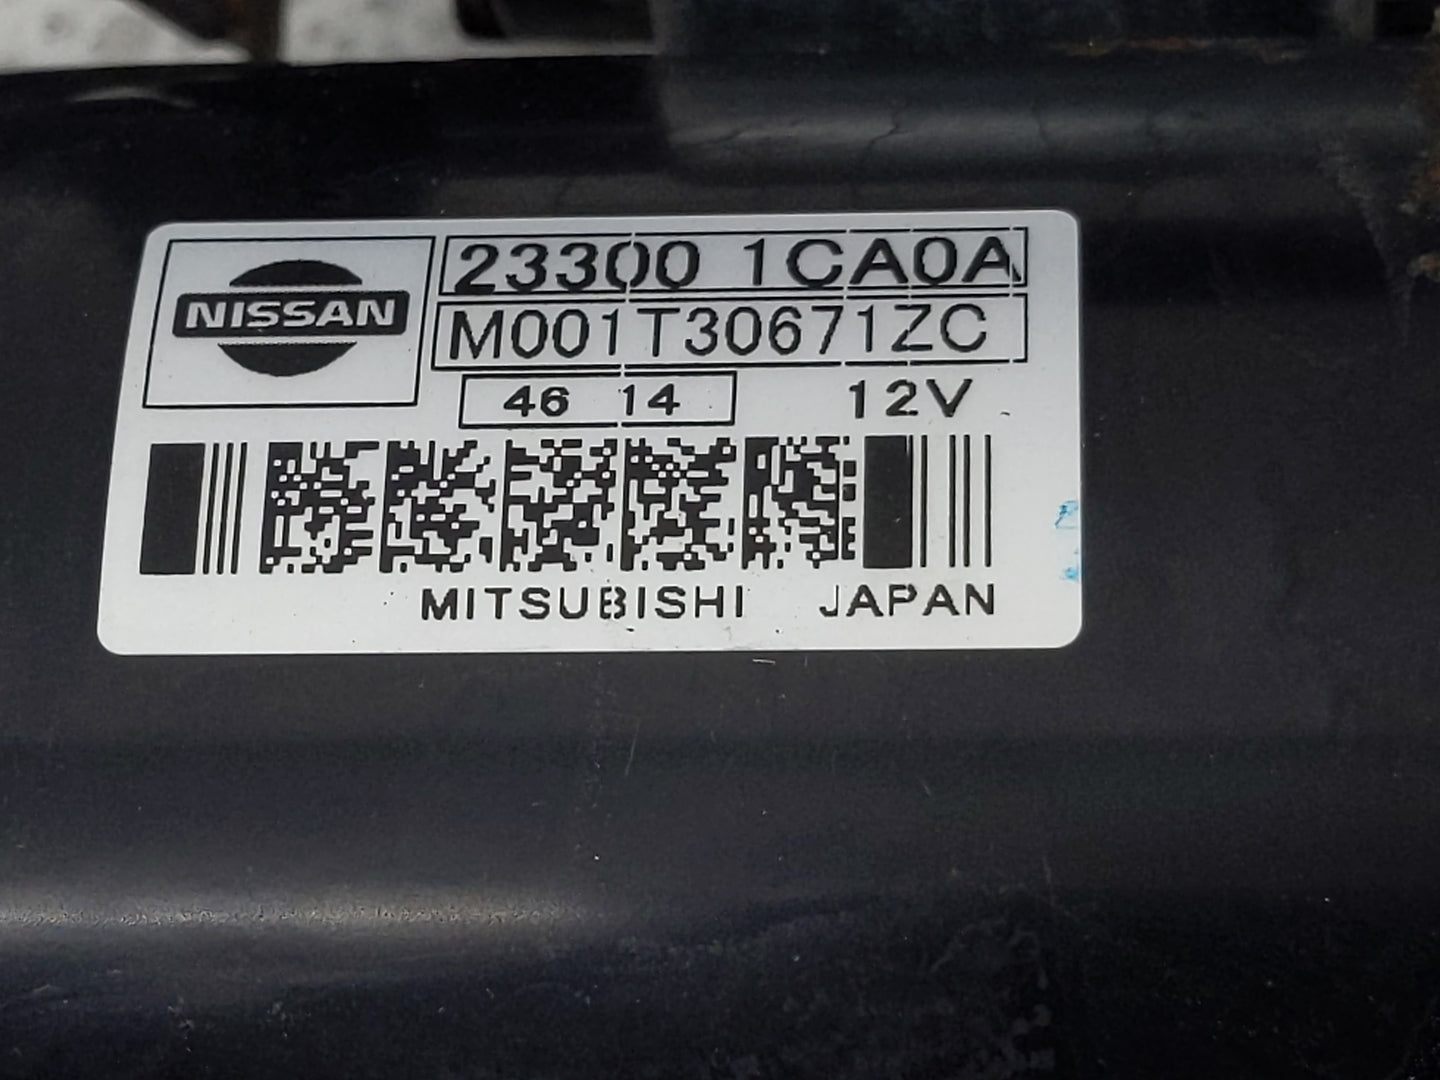 NISSAN
23300 1CA0A
M001T30671ZC
46 14 12V
MITSUBISHI JAPAN